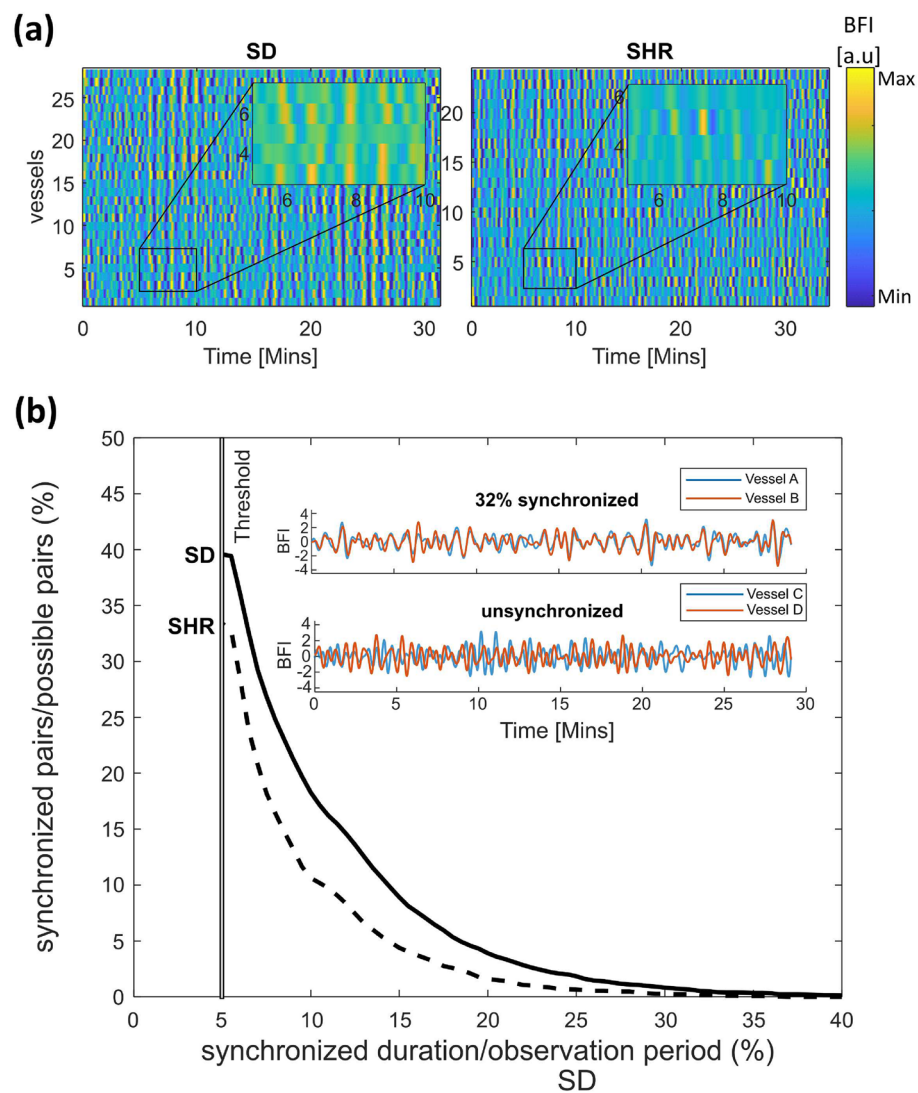 (a)
SD
SHR
BFI
[a.u]
Max
Min
vessels
25
20
15
10
5
6
4
6
8
10
0
10
20
30
Time [Mins]
20
15
10
5
6
4
6
8
10
0
10
20
30
Time [Mins]
(b)
synchronized pairs/possible pairs (%)
50
45
40
35
30
25
20
15
10
5
0
Threshold
SD
SHR
32% synchronized
Vessel A
Vessel B
BFI
4
2
0
-2
-4
unsynchronized
Vessel C
Vessel D
BFI
4
2
0
-2
-4
0
5
10
15
20
25
30
Time [Mins]
0
5
10
15
20
25
30
35
40
synchronized duration/observation period (%)
SD